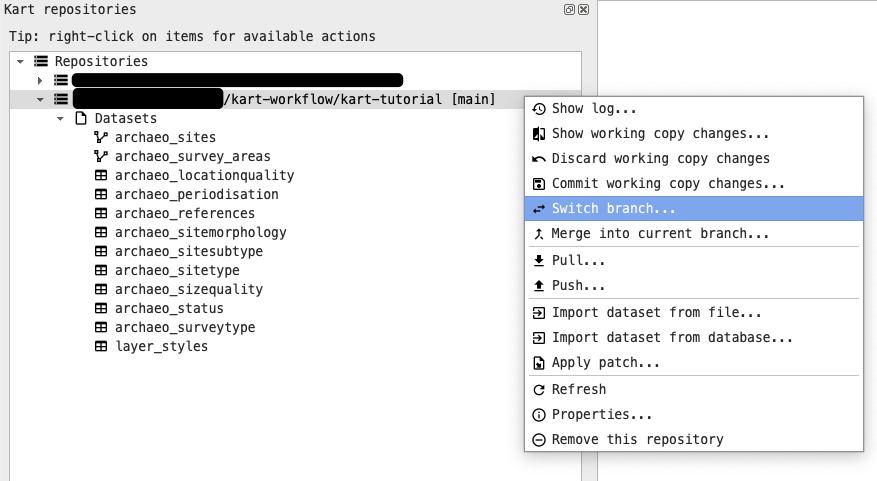 Kart repositories
Tip: right-click on items for available actions
Repositories
/kart-workflow/kart-tutorial [main]
Datasets
archaeo_sites
archaeo_survey_areas
archaeo_locationquality
archaeo_periodisation
archaeo_references
archaeo_sitemorphology
archaeo_sitesubtype
archaeo_sitetype
archaeo_sizequality
archaeo_status
archaeo_surveytype
layer_styles
Show log...
Show working copy changes...
Discard working copy changes
Commit working copy changes...
Switch branch...
Merge into current branch...
Pull...
Push...
Import dataset from file...
Import dataset from database...
Apply patch...
Refresh
Properties...
Remove this repository